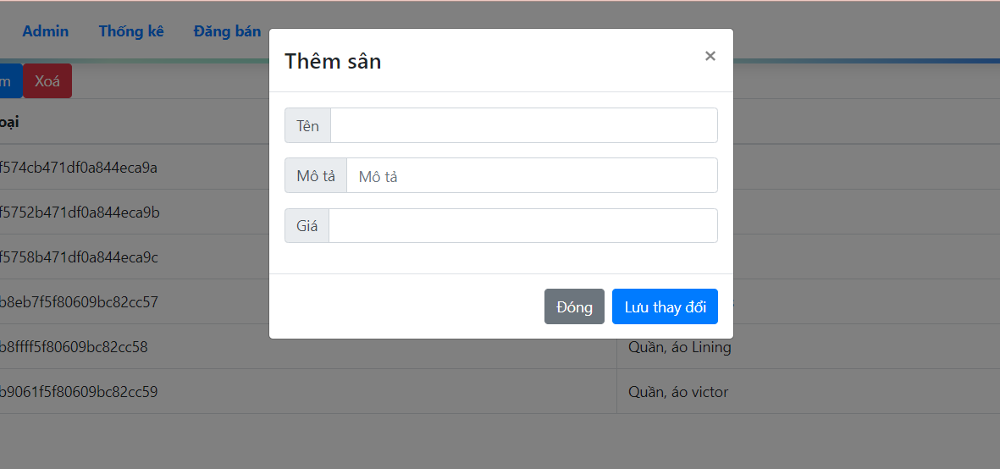 Admin Thống kê Đăng bán
Thêm sân ×
m Xoá
oại
Tên
f574cb471df0a844eca9a
Mô tả Mô tả
f5752b471df0a844eca9b
Giá
f5758b471df0a844eca9c
b8eb7f5f80609bc82cc57
Đóng Lưu thay đổi
b8ffff5f80609bc82cc58 Quần, áo Lining
b9061f5f80609bc82cc59 Quần, áo victor